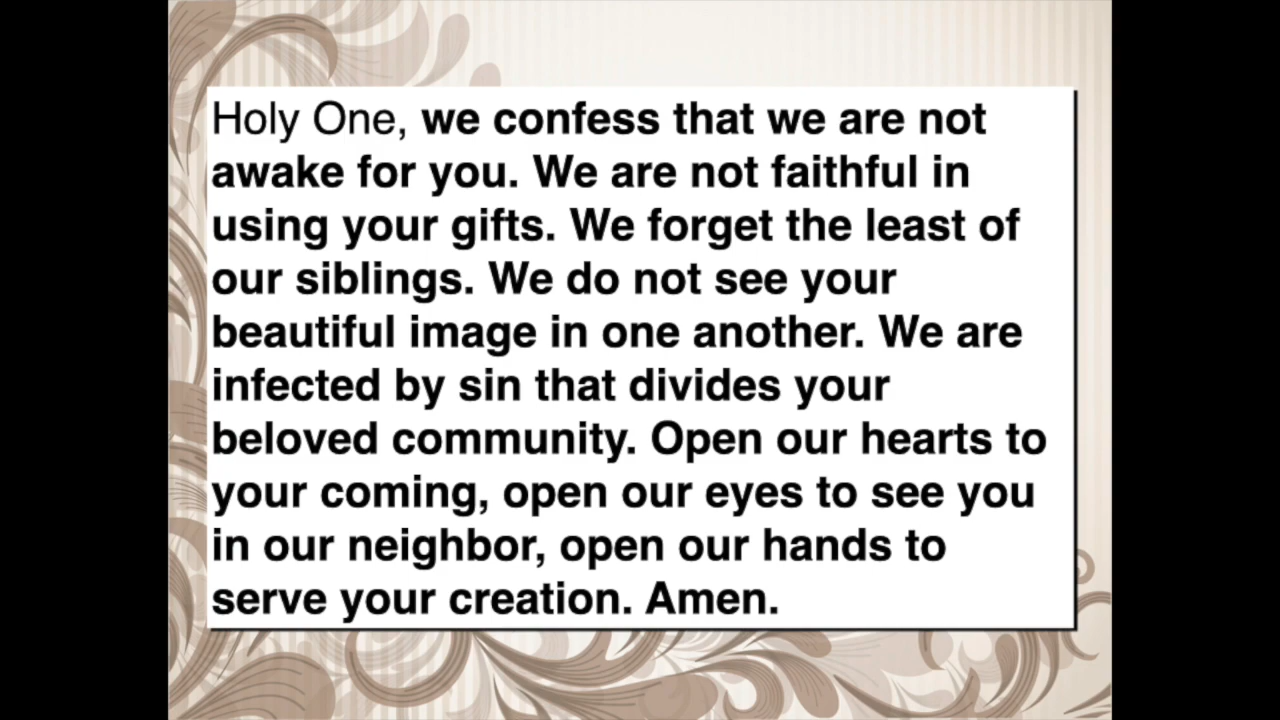 Holy One, we confess that we are not
awake for you. We are not faithful in
using your gifts. We forget the least of
our siblings. We do not see your
beautiful image in one another. We are
infected by sin that divides your
beloved community. Open our hearts to
your coming, open our eyes to see you
in our neighbor, open our hands to
serve your creation. Amen.